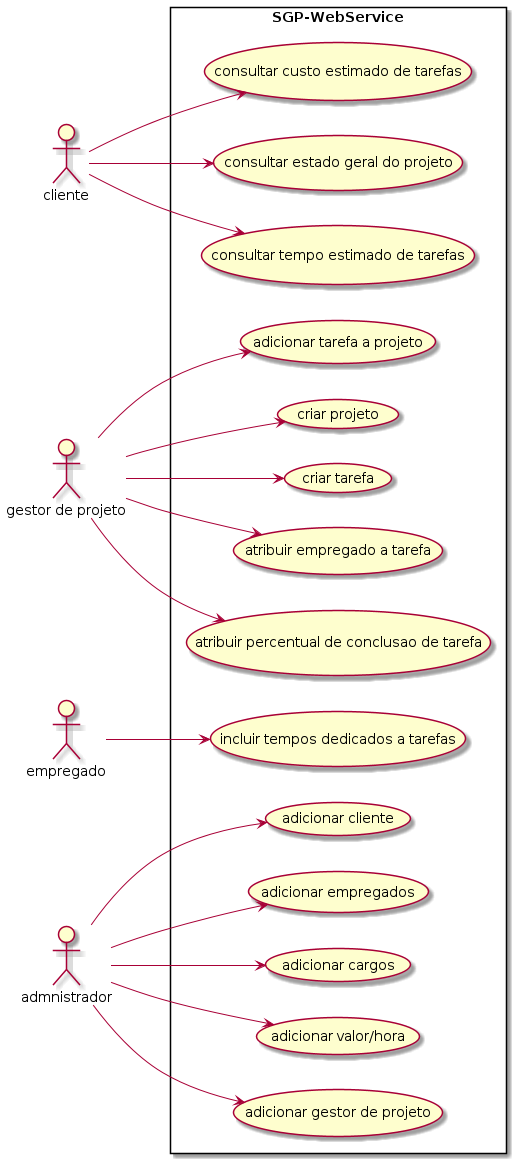 SGP-WebService
consultar custo estimado de tarefas
consultar estado geral do projeto
cliente
consultar tempo estimado de tarefas
adicionar tarefa a projeto
criar projeto
criar tarefa
gestor de projeto
atribuir empregado a tarefa
atribuir percentual de conclusao de tarefa
incluir tempos dedicados a tarefas
empregado
adicionar cliente
adicionar empregados
adicionar cargos
admnistrador
adicionar valor/hora
adicionar gestor de projeto